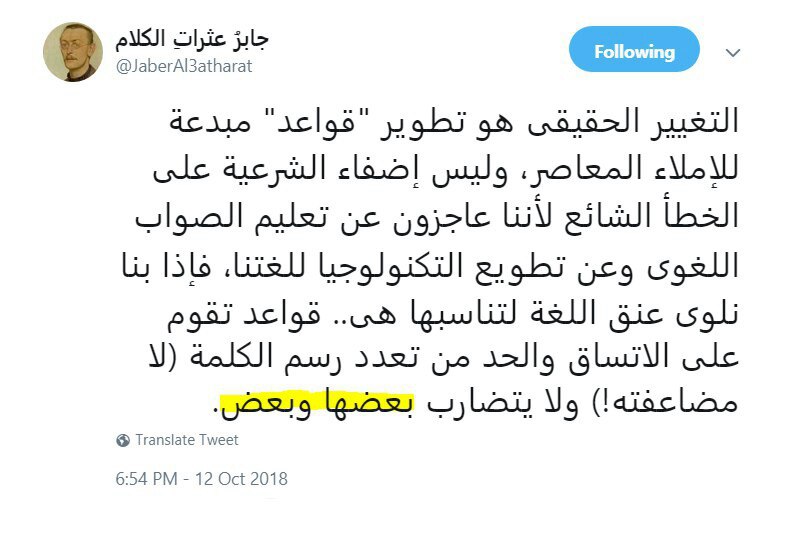 جابرُ عثراتِ الكلام
@JaberAl3atharat
Following
التغيير الحقيقى هو تطوير "قواعد" مبدعة
للإملاء المعاصر، وليس إضفاء الشرعية على
الخطأ الشائع لأننا عاجزون عن تعليم الصواب
اللغوى وعن تطويع التكنولوجيا للغتنا، فإذا بنا
نلوى عنق اللغة لتناسبها هى.. قواعد تقوم
على الاتساق والحد من تعدد رسم الكلمة (لا
مضاعفته!) ولا يتضارب بعضها وبعض.
Translate Tweet
6:54 PM - 12 Oct 2018